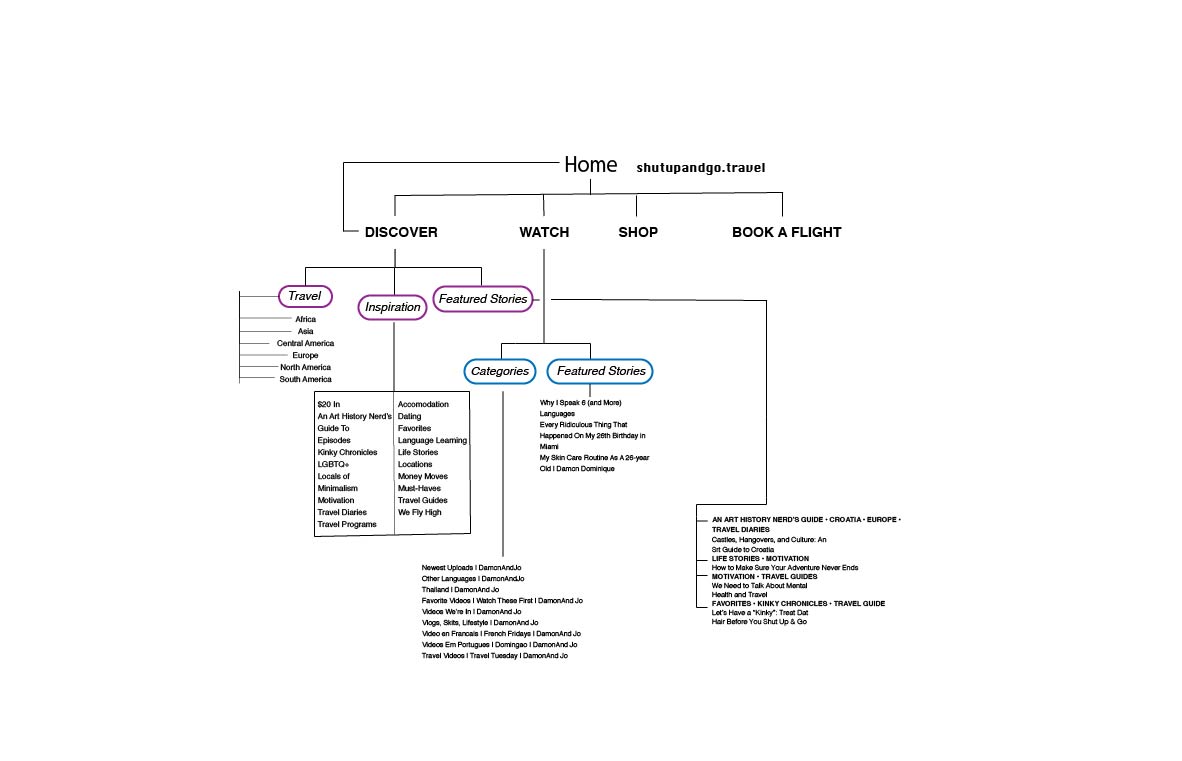 Home
shutupandgo.travel
DISCOVER
WATCH
SHOP
BOOK A FLIGHT
Travel
Inspiration
Featured Stories
Africa
Asia
Central America
Europe
North America
South America
Categories
Featured Stories
$20 In
An Art History Nerd's
Guide To
Episodes
Kinky Chronicles
LGBTQ+
Locals of
Minimalism
Motivation
Travel Diaries
Travel Programs
Accomodation
Dating
Favorites
Language Learning
Life Stories
Locations
Money Moves
Must-Haves
Travel Guides
We Fly High
Why I Speak 6 (and More)
Languages
Every Ridiculous Thing That
Happened On My 26th Birthday in
Miami
My Skin Care Routine As A 26-year
Old I Damon Dominique
Newest Uploads I DamonAndJo
Other Languages I DamonAndJo
Thailand I DamonAnd Jo
Favorite Videos I Watch These First I DamonAnd Jo
Videos We're In I DamonAnd Jo
Vlogs, Skits, Lifestyle I DamonAnd Jo
Video en Francais I French Fridays I DamonAnd Jo
Videos Em Portugues I Domingao I DamonAnd Jo
Travel Videos I Travel Tuesday I DamonAnd Jo
AN ART HISTORY NERD'S GUIDE • CROATIA • EUROPE •
TRAVEL DIARIES
Castles, Hangovers, and Culture: An
Srt Guide to Croatia
LIFE STORIES • MOTIVATION
How to Make Sure Your Adventure Never Ends
MOTIVATION • TRAVEL GUIDES
We Need to Talk About Mental
Health and Travel
FAVORITES • KINKY CHRONICLES • TRAVEL GUIDE
Let's Have a "Kinky": Treat Dat
Hair Before You Shut Up & Go